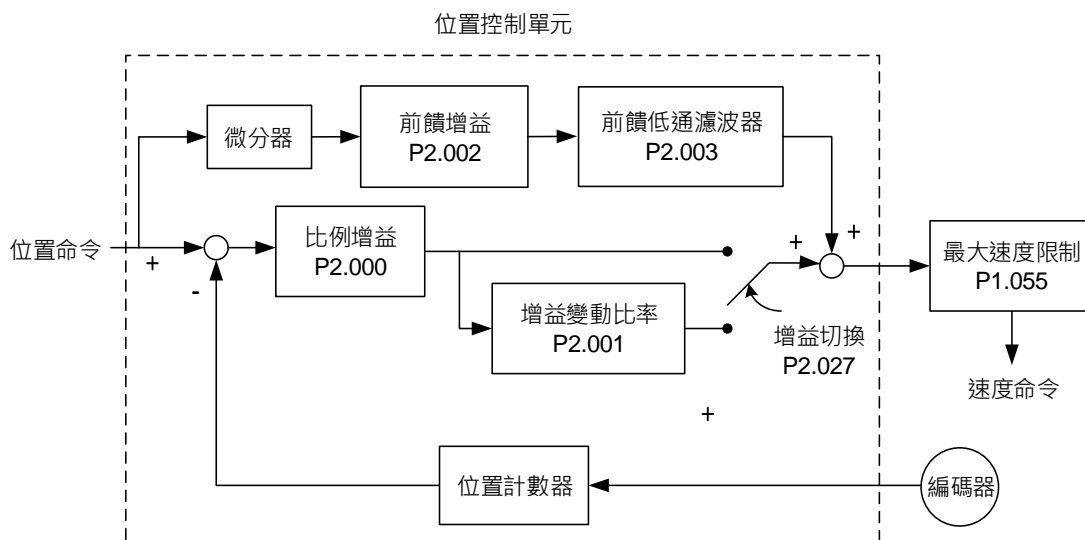 位置控制單元
微分器
前饋增益
P2.002
前饋低通濾波器
P2.003
位置命令
+
-
比例增益
P2.000
增益變動比率
P2.001
+
+
增益切換
P2.027
最大速度限制
P1.055
速度命令
+
位置計數器
編碼器